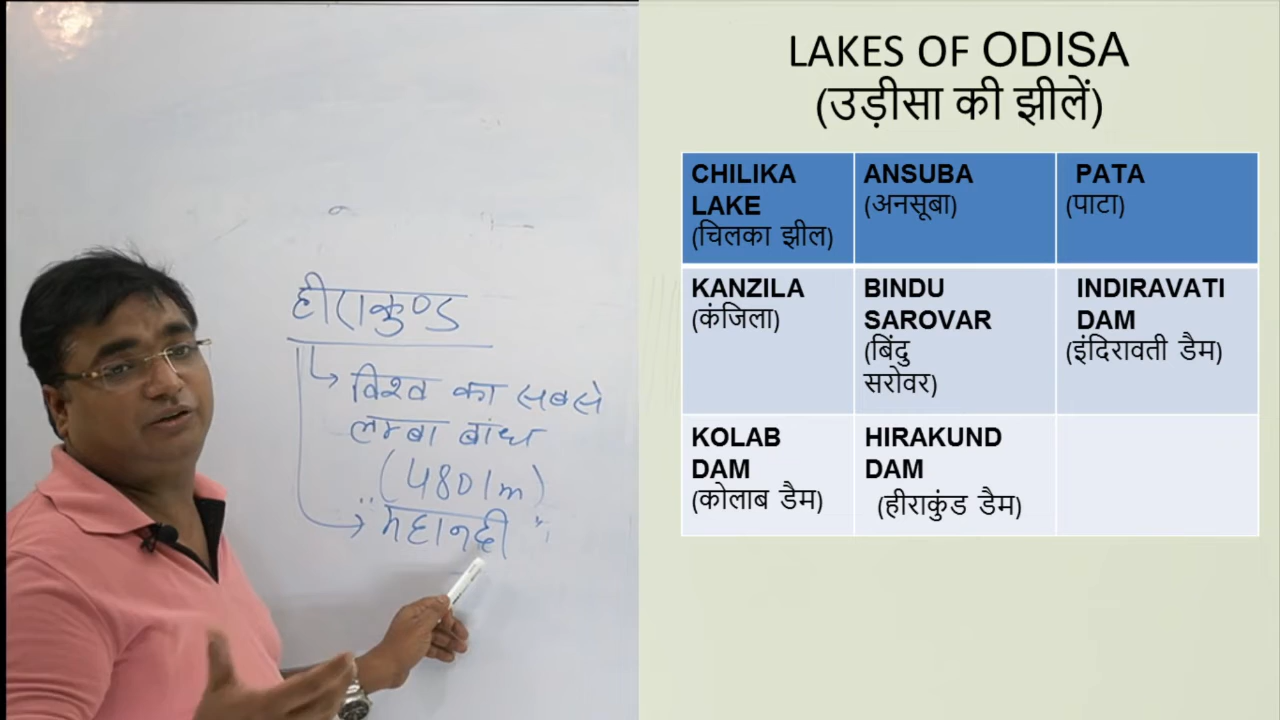 हीराकुण्ड
विश्व का सबसे
लम्बा बांध
(4801m)
"महानदी"
LAKES OF ODISA
(उड़ीसा की झीलें)
CHILIKA
LAKE
(चिलका झील)
ANSUBA
(अनसूबा)
PATA
(पाटा)
KANZILA
(कंजिला)
BINDU
SAROVAR
(बिंदु
सरोवर)
INDIRAVATI
DAM
(इंदिरावती डैम)
KOLAB
DAM
(कोलाब डैम)
HIRAKUND
DAM
(हीराकुंड डैम)